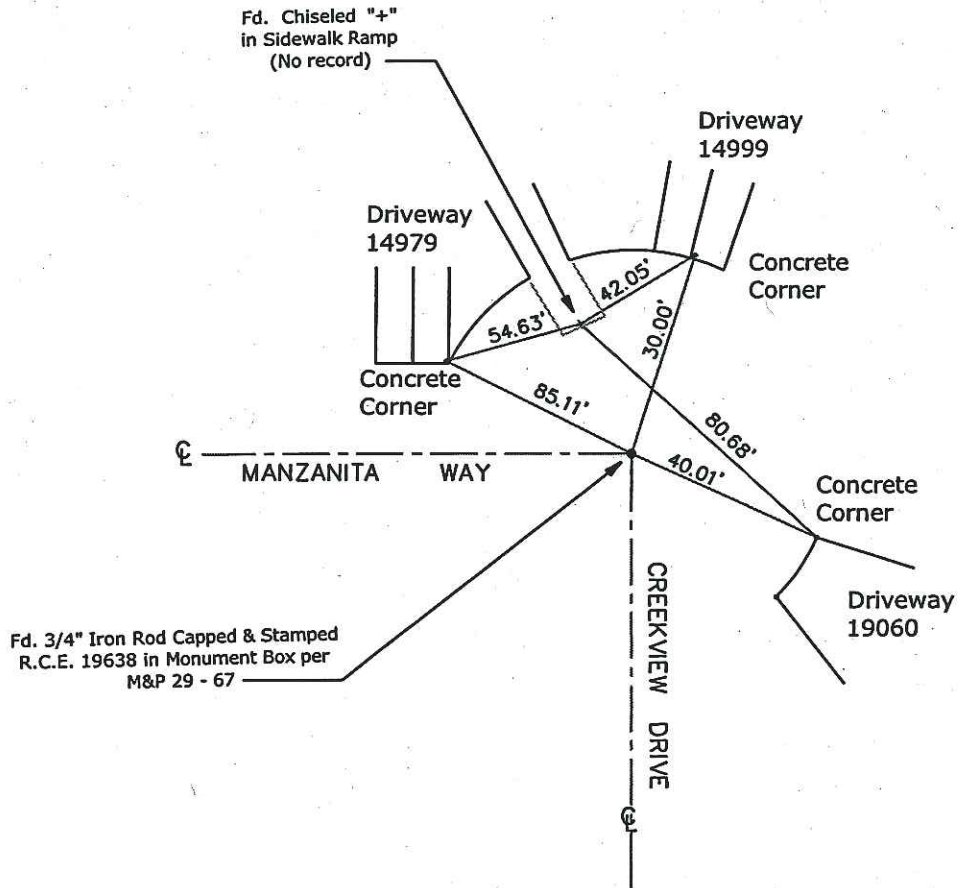 Fd. Chiseled "+"
in Sidewalk Ramp
(No record)
Driveway
14999
Driveway
14979
Concrete
Corner
42.05'
54.63'
30.00'
Concrete
Corner
85.11'
80.68'
℄ MANZANITA WAY
40.01'
Concrete
Corner
CREEKVIEW DRIVE
Driveway
19060
Fd. 3/4" Iron Rod Capped & Stamped
R.C.E. 19638 in Monument Box per
M&P 29 - 67
℄